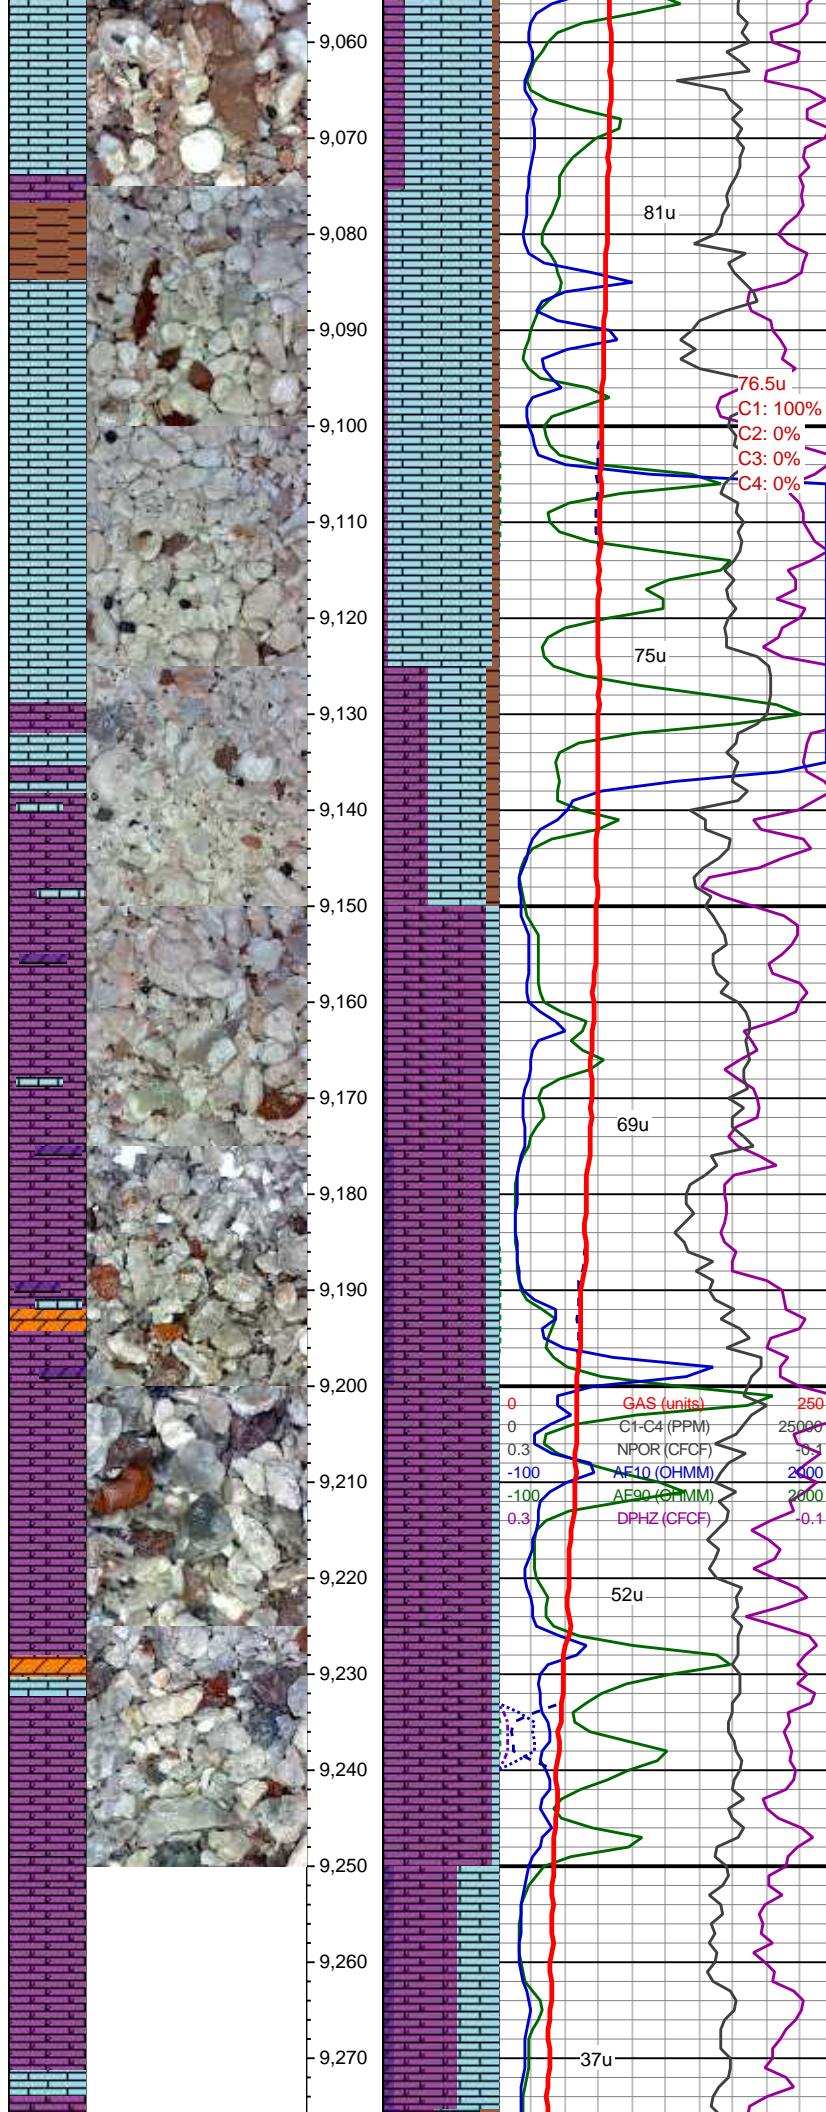 9,060
9,070
81u
9,080
9,090
76.5u
C1: 100%
9,100
C2: 0%
C3: 0%
C4: 0%
9,110
9,120
75u
9,130
9,140
9,150
9,160
9,170
69u
9,180
9,190
9,200
0 GAS (units) 250
0 C1-C4 (PPM) 25000
0.3 NPOR (CFCF) -0.1
-100 AF10 (OHMM) 2000
9,210
-100 AF90 (OHMM) 2000
0.3 DPHZ (CFCF) -0.1
9,220
52u
9,230
9,240
9,250
9,260
9,270
37u